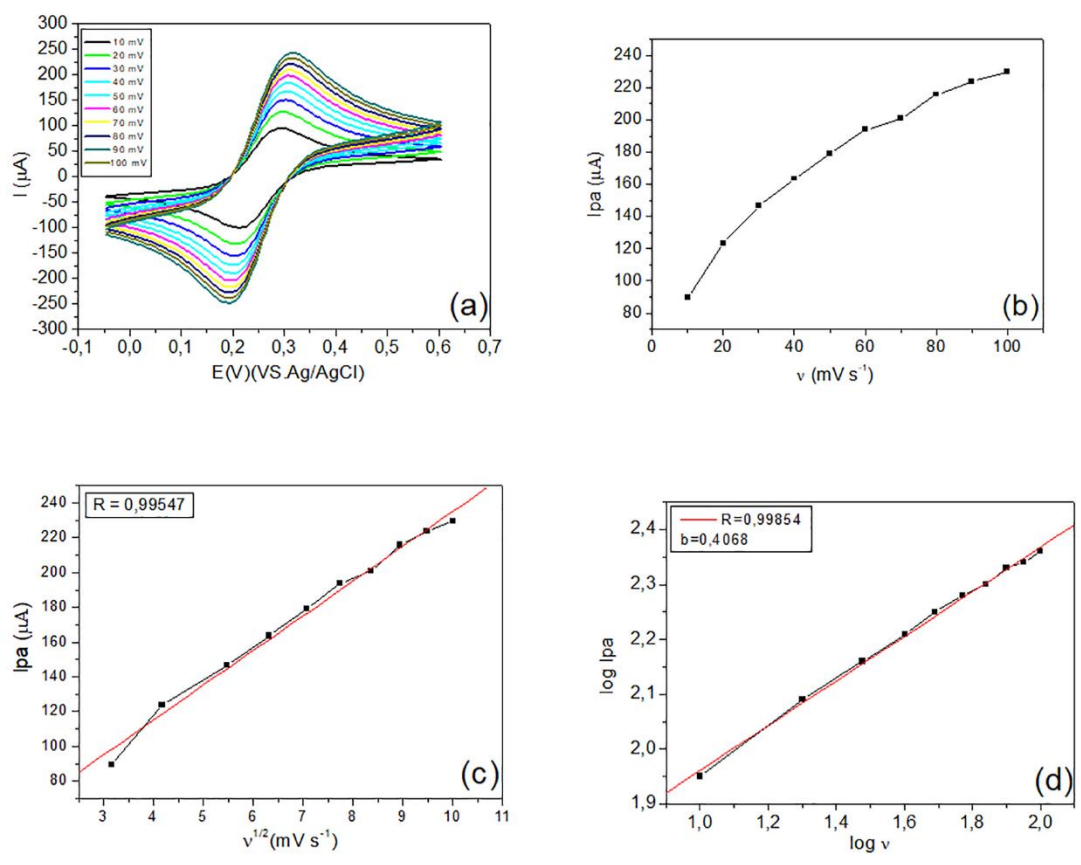 300
250
200
150
100
50
0
-50
-100
-150
-200
-250
-300
I (µA)
10 mV
20 mV
30 mV
40 mV
50 mV
60 mV
70 mV
80 mV
90 mV
100 mV
(a)
-0,1 0,0 0,1 0,2 0,3 0,4 0,5 0,6 0,7
E(V)(VS.Ag/AgCl)
240
220
200
180
160
140
120
100
80
Ipa (µA)
(b)
0 20 40 60 80 100
ν (mV s⁻¹)
R = 0,99547
240
220
200
180
160
140
120
100
80
Ipa (µA)
(c)
3 4 5 6 7 8 9 10 11
ν^1/2 (mV s⁻¹)
R=0,99854
b=0,4068
2,4
2,3
2,2
2,1
2,0
1,9
log Ipa
(d)
1,0 1,2 1,4 1,6 1,8 2,0
log ν